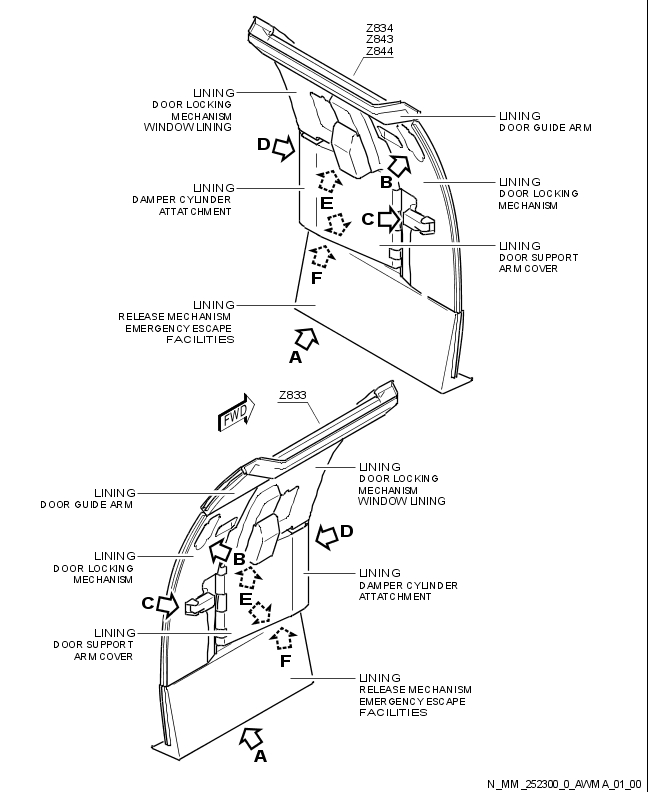 Z834
Z843
Z844
LINING
DOOR LOCKING
MECHANISM
WINDOW LINING
LINING
DOOR GUIDE ARM
D
B
LINING
DAMPER CYLINDER
ATTATCHMENT
LINING
DOOR LOCKING
MECHANISM
E
C
LINING
DOOR SUPPORT
ARM COVER
F
LINING
RELEASE MECHANISM
EMERGENCY ESCAPE
FACILITIES
A
Z833
FWD
LINING
DOOR LOCKING
MECHANISM
WINDOW LINING
LINING
DOOR GUIDE ARM
D
B
LINING
DOOR LOCKING
MECHANISM
LINING
DAMPER CYLINDER
ATTATCHMENT
E
C
LINING
DOOR SUPPORT
ARM COVER
F
LINING
RELEASE MECHANISM
EMERGENCY ESCAPE
FACILITIES
A
N_MM_252300_0_AWMA_01_00